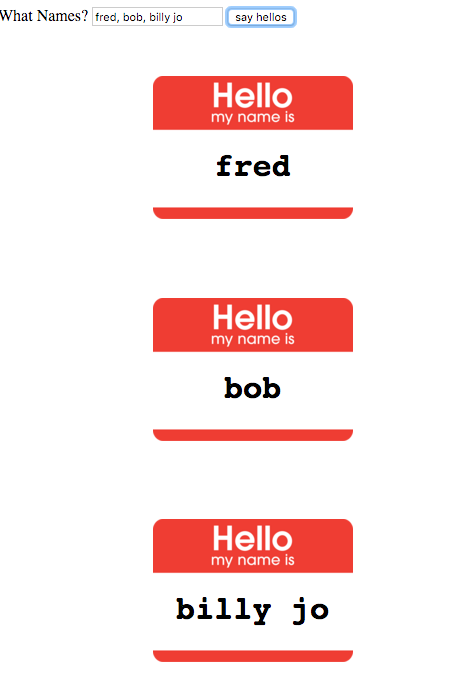 What Names? fred, bob, billy jo say hellos
Hello
my name is
fred
Hello
my name is
bob
Hello
my name is
billy jo